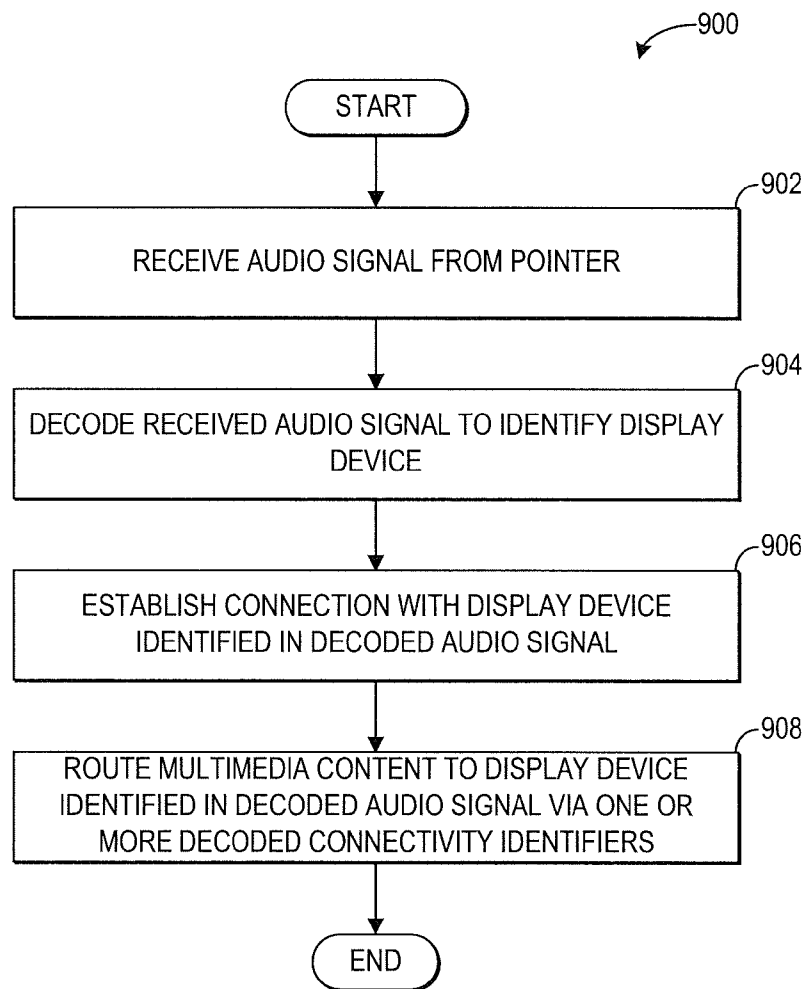 900
START
902
RECEIVE AUDIO SIGNAL FROM POINTER
904
DECODE RECEIVED AUDIO SIGNAL TO IDENTIFY DISPLAY
DEVICE
906
ESTABLISH CONNECTION WITH DISPLAY DEVICE
IDENTIFIED IN DECODED AUDIO SIGNAL
908
ROUTE MULTIMEDIA CONTENT TO DISPLAY DEVICE
IDENTIFIED IN DECODED AUDIO SIGNAL VIA ONE OR
MORE DECODED CONNECTIVITY IDENTIFIERS
END